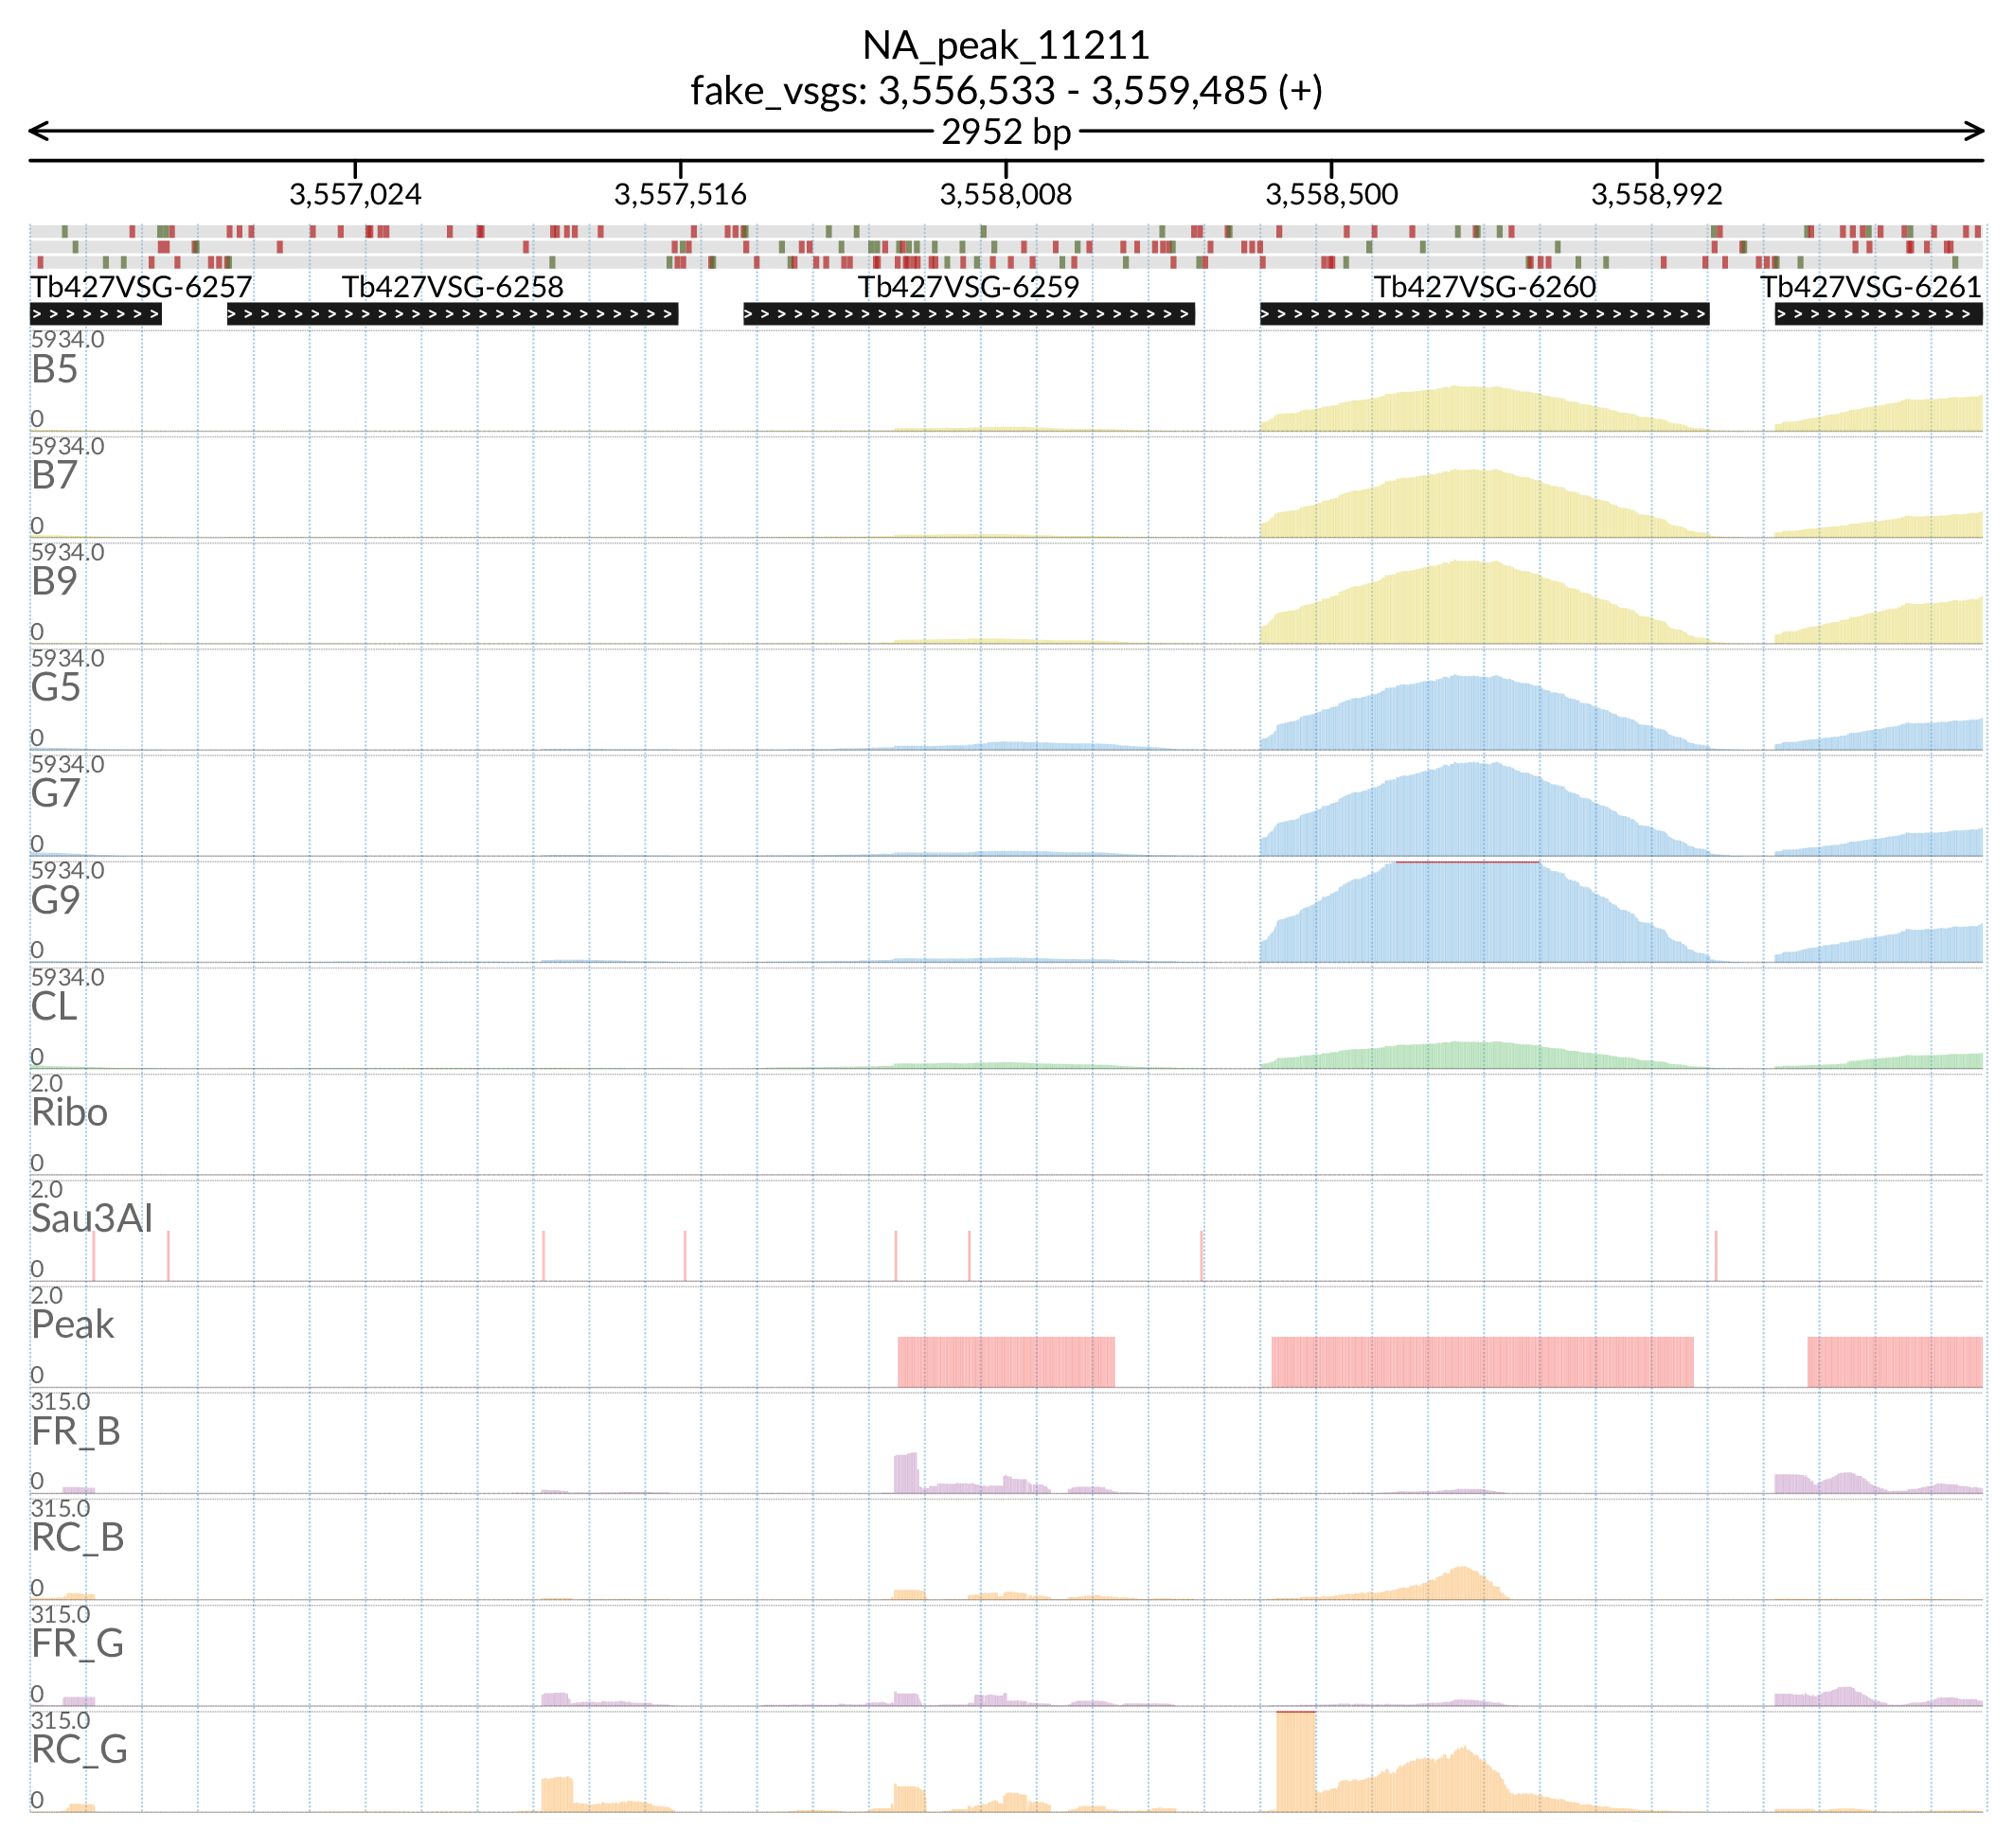 NA_peak_11211
fake_vsgs: 3,556,533 - 3,559,485 (+)
2952 bp
3,557,024 3,557,516 3,558,008 3,558,500 3,558,992
Tb427VSG-6257 Tb427VSG-6258 Tb427VSG-6259 Tb427VSG-6260 Tb427VSG-6261
5934.0
B5
0
5934.0
B7
0
5934.0
B9
0
5934.0
G5
0
5934.0
G7
0
5934.0
G9
0
5934.0
CL
0
2.0
Ribo
0
2.0
Sau3AI
0
2.0
Peak
0
315.0
FR_B
0
315.0
RC_B
0
315.0
FR_G
0
315.0
RC_G
0